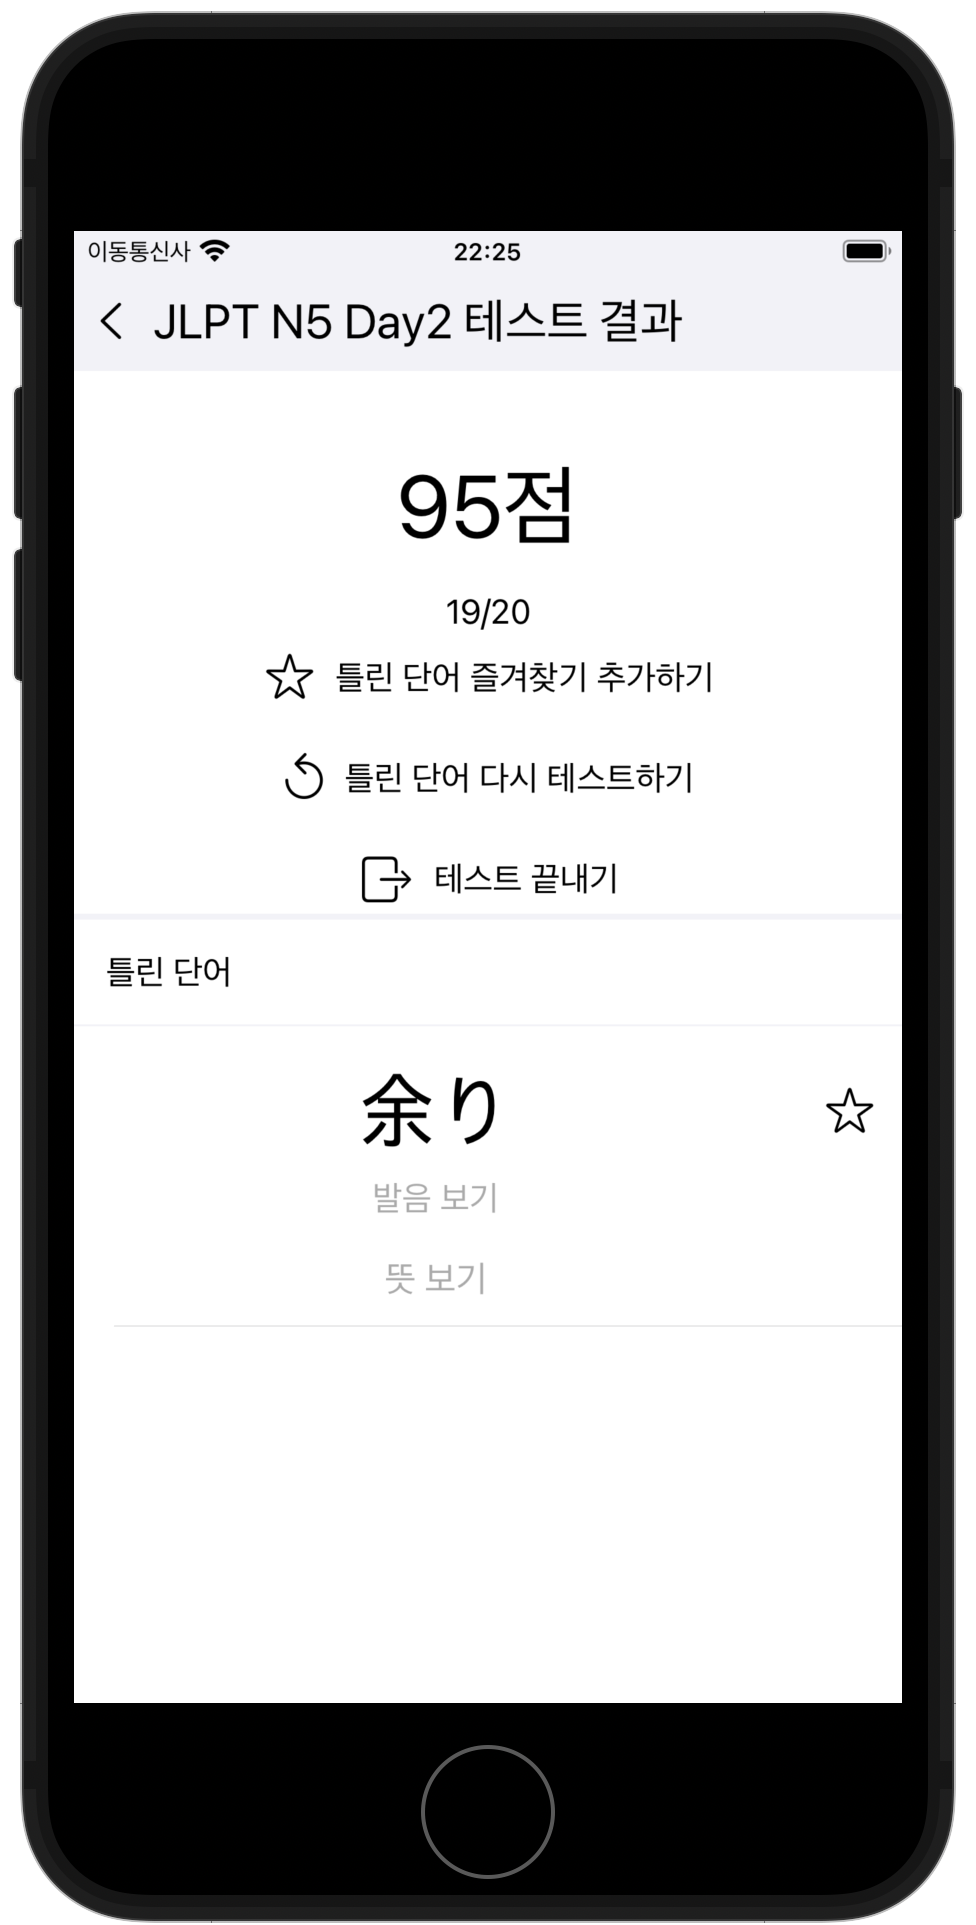 이동통신사 22:25
JLPT N5 Day2 테스트 결과
95점
19/20
틀린 단어 즐겨찾기 추가하기
틀린 단어 다시 테스트하기
테스트 끝내기
틀린 단어
余り
발음 보기
뜻 보기